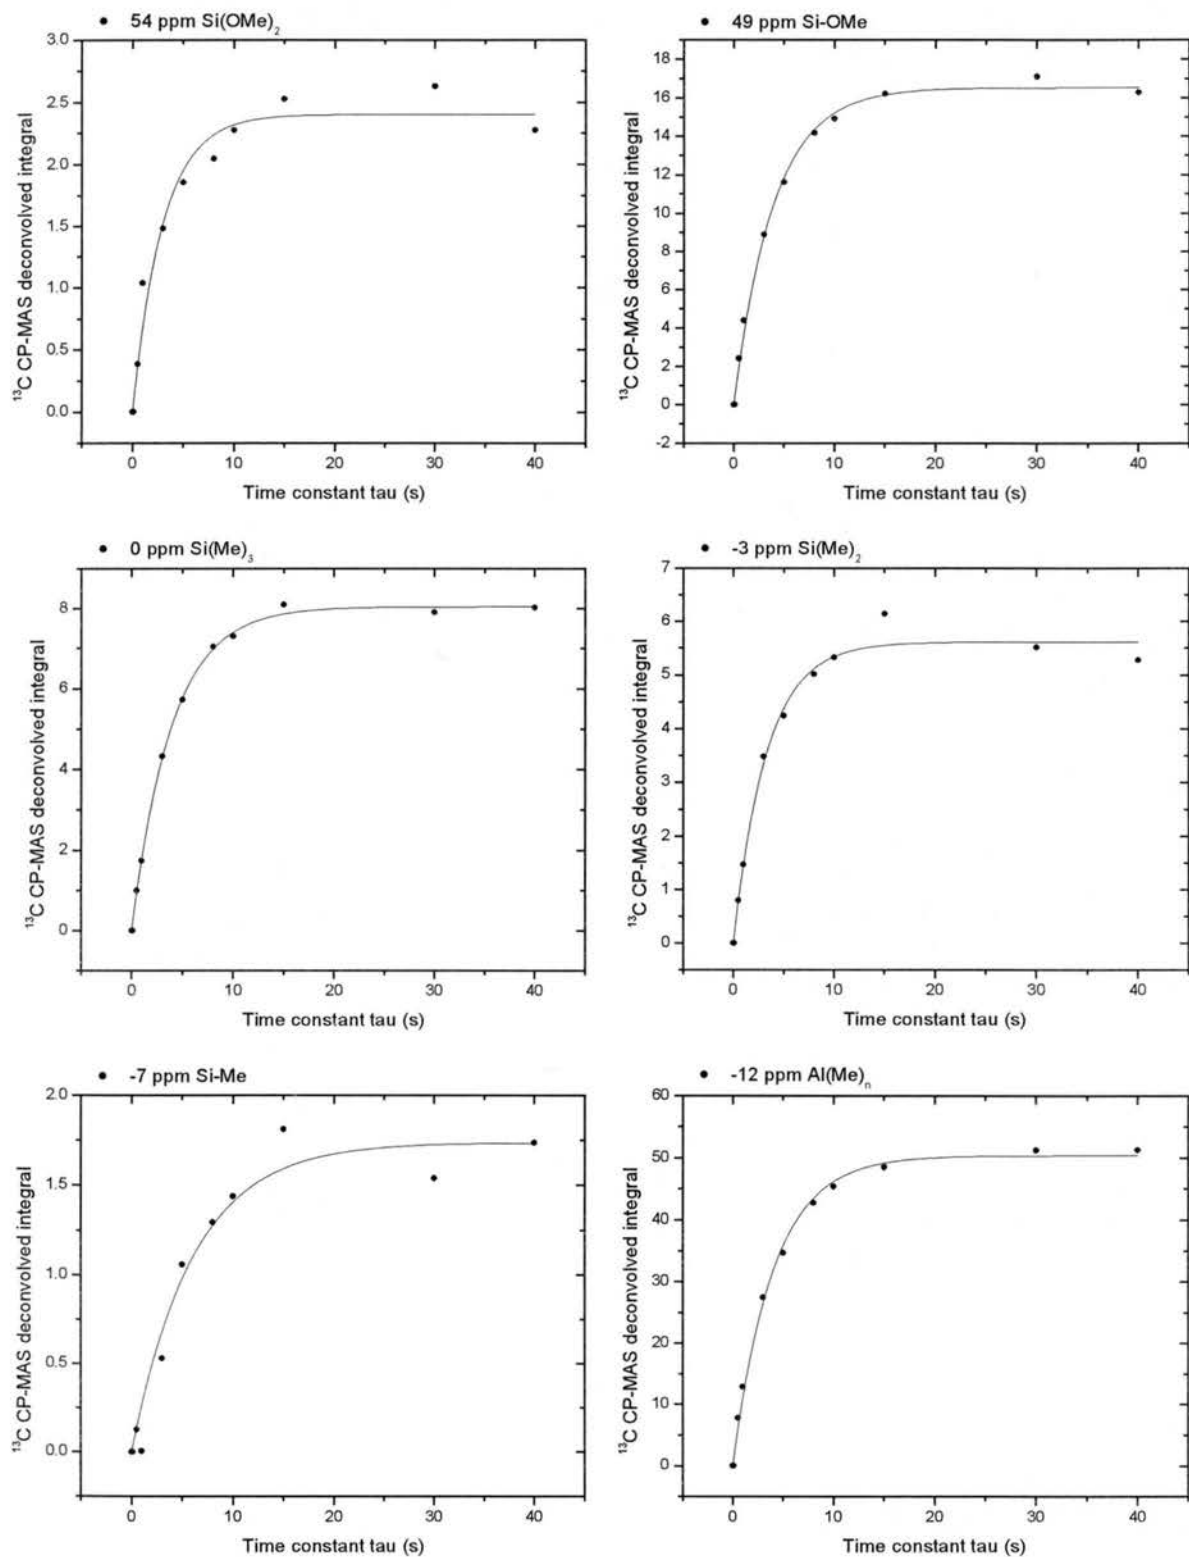 54 ppm Si(OMe)₂
3.0
2.5
2.0
1.5
1.0
0.5
0.0
¹³C CP-MAS deconvolved integral
0 10 20 30 40
Time constant tau (s)
49 ppm Si-OMe
18
16
14
12
10
8
6
4
2
0
-2
¹³C CP-MAS deconvolved integral
0 10 20 30 40
Time constant tau (s)
0 ppm Si(Me)₃
8
6
4
2
0
¹³C CP-MAS deconvolved integral
0 10 20 30 40
Time constant tau (s)
-3 ppm Si(Me)₂
7
6
5
4
3
2
1
0
¹³C CP-MAS deconvolved integral
0 10 20 30 40
Time constant tau (s)
-7 ppm Si-Me
2.0
1.5
1.0
0.5
0.0
¹³C CP-MAS deconvolved integral
0 10 20 30 40
Time constant tau (s)
-12 ppm Al(Me)ₙ
60
50
40
30
20
10
0
¹³C CP-MAS deconvolved integral
0 10 20 30 40
Time constant tau (s)